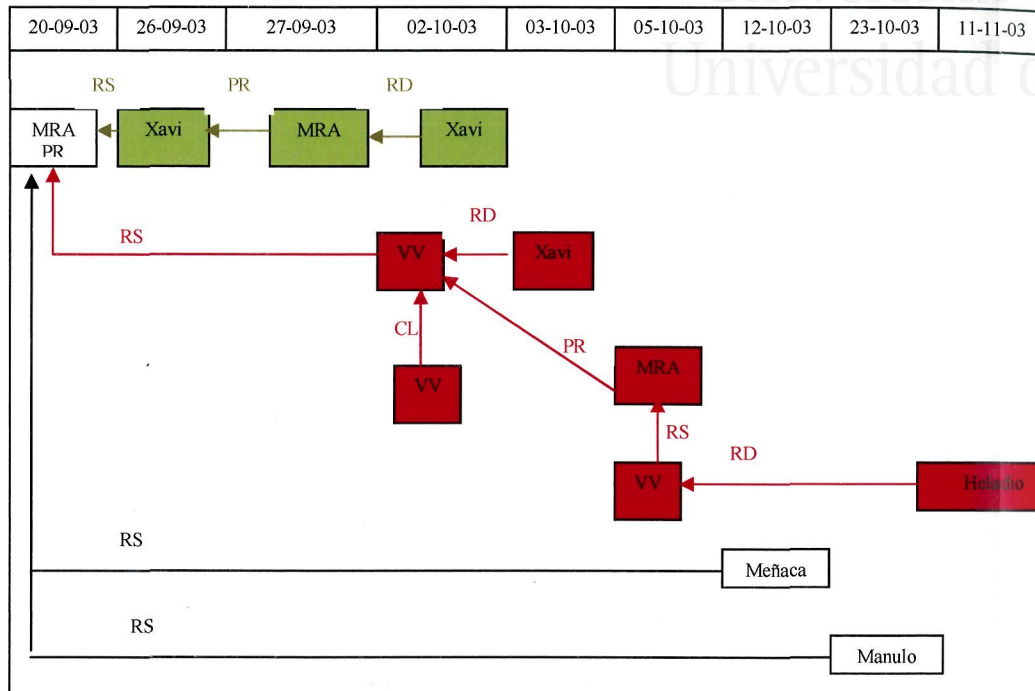 Universidad d
20-09-03 26-09-03 27-09-03 02-10-03 03-10-03 05-10-03 12-10-03 23-10-03 11-11-03
RS PR RD
MRA Xavi MRA Xavi
PR
RD
RS VV Xavi
CL
PR
VV MRA
RS
RD
VV Heladio
RS
Meñaca
RS
Manulo